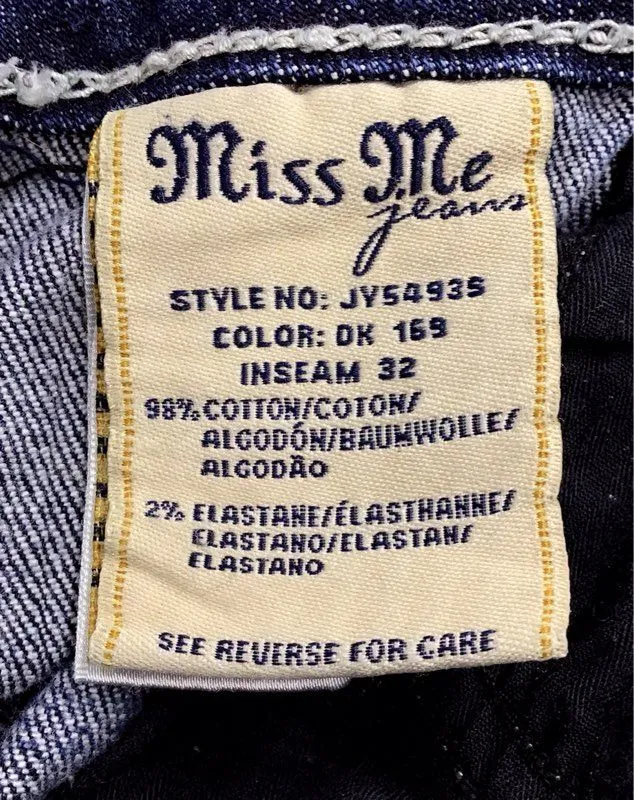 Miss Me
jeans
STYLE NO: JY5493S
COLOR: DK 169
INSEAM 32
98% COTTON/COTON/
ALGODÓN/BAUMWOLLE/
ALGODÃO
2% ELASTANE/ÉLASTHANNE/
ELASTANO/ELASTAN/
ELASTANO
SEE REVERSE FOR CARE